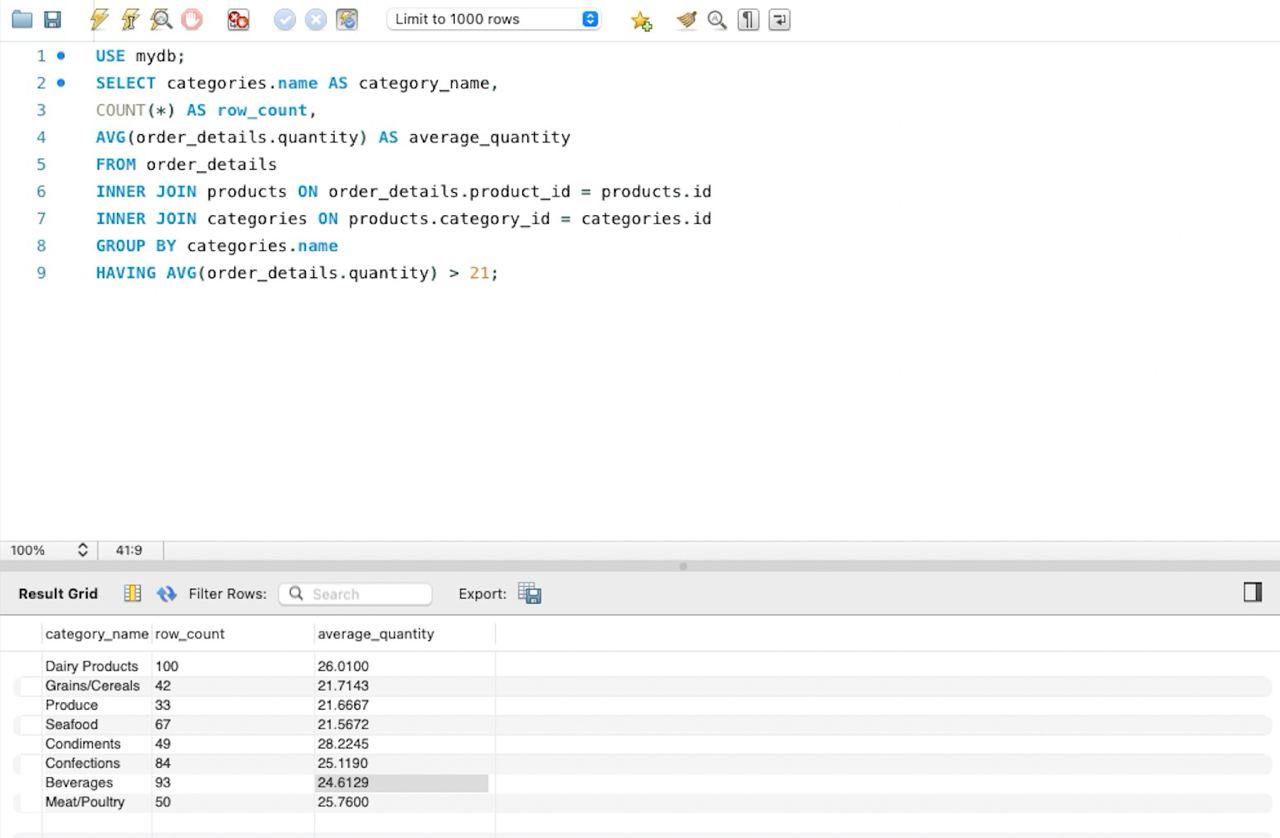 Limit to 1000 rows
1 USE mydb;
2 SELECT categories.name AS category_name,
3 COUNT(*) AS row_count,
4 AVG(order_details.quantity) AS average_quantity
5 FROM order_details
6 INNER JOIN products ON order_details.product_id = products.id
7 INNER JOIN categories ON products.category_id = categories.id
8 GROUP BY categories.name
9 HAVING AVG(order_details.quantity) > 21;
100% 41:9
Result Grid Filter Rows: Search Export:
category_name row_count average_quantity
Dairy Products 100 26.0100
Grains/Cereals 42 21.7143
Produce 33 21.6667
Seafood 67 21.5672
Condiments 49 28.2245
Confections 84 25.1190
Beverages 93 24.6129
Meat/Poultry 50 25.7600